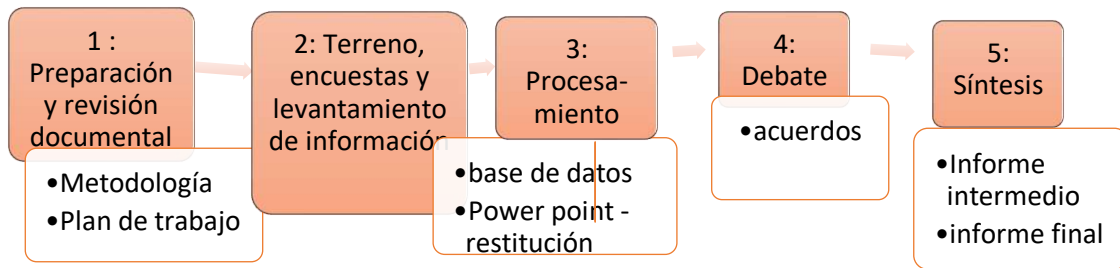 1 :
Preparación
y revisión
documental
•Metodología
•Plan de trabajo
2: Terreno,
encuestas y
levantamiento
de información
3:
Procesa-
miento
•base de datos
•Power point -
restitución
4:
Debate
•acuerdos
5:
Síntesis
•Informe
intermedio
•informe final